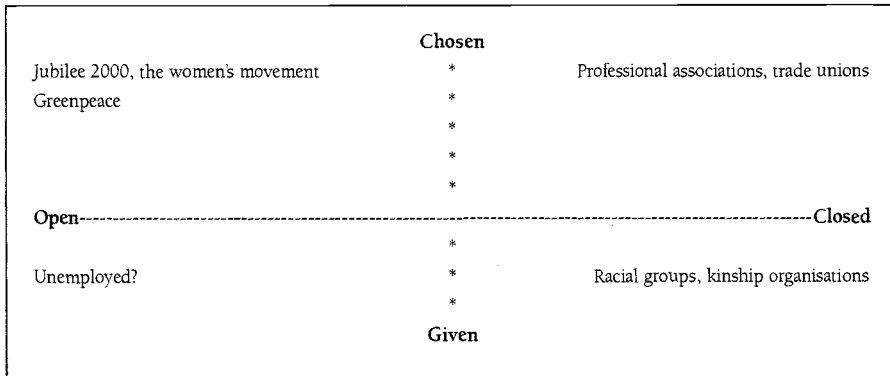 Chosen
Jubilee 2000, the women's movement * Professional associations, trade unions
Greenpeace *
*
*
*
Open------------------------------------------------------------------------------------------------------------Closed
*
Unemployed? * Racial groups, kinship organisations
*
Given